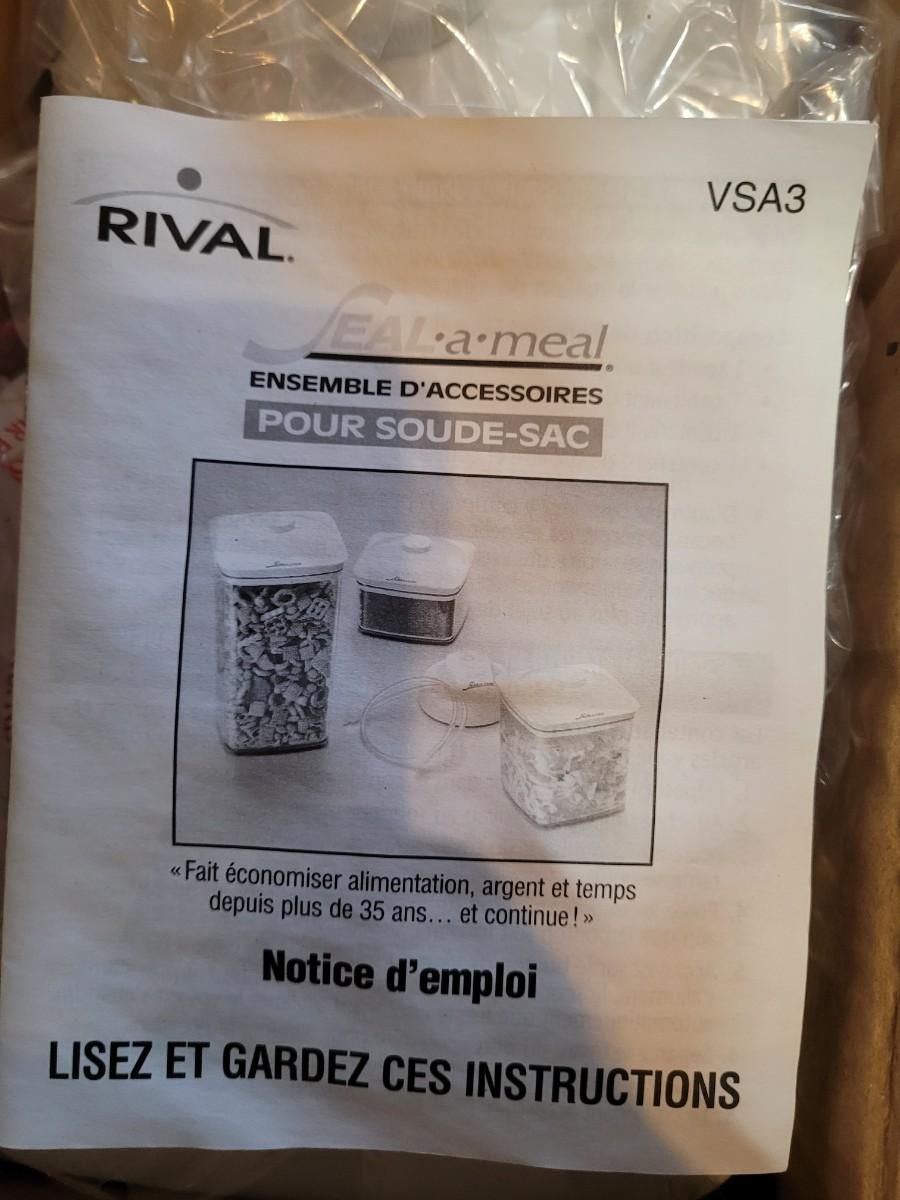 RIVAL.
VSA3
SEAL•a•meal®
ENSEMBLE D'ACCESSOIRES
POUR SOUDE-SAC
« Fait économiser alimentation, argent et temps
depuis plus de 35 ans… et continue ! »
Notice d'emploi
LISEZ ET GARDEZ CES INSTRUCTIONS